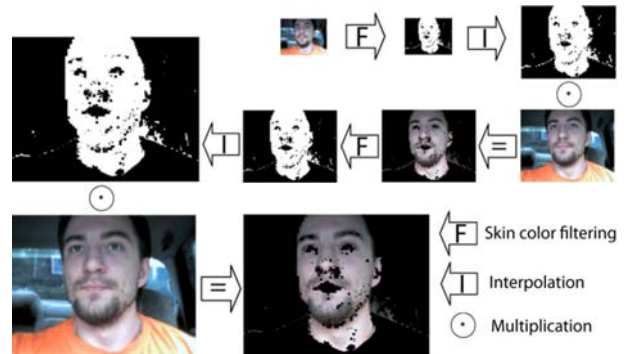 F
I
=
F
I
=
F Skin color filtering
I Interpolation
Multiplication